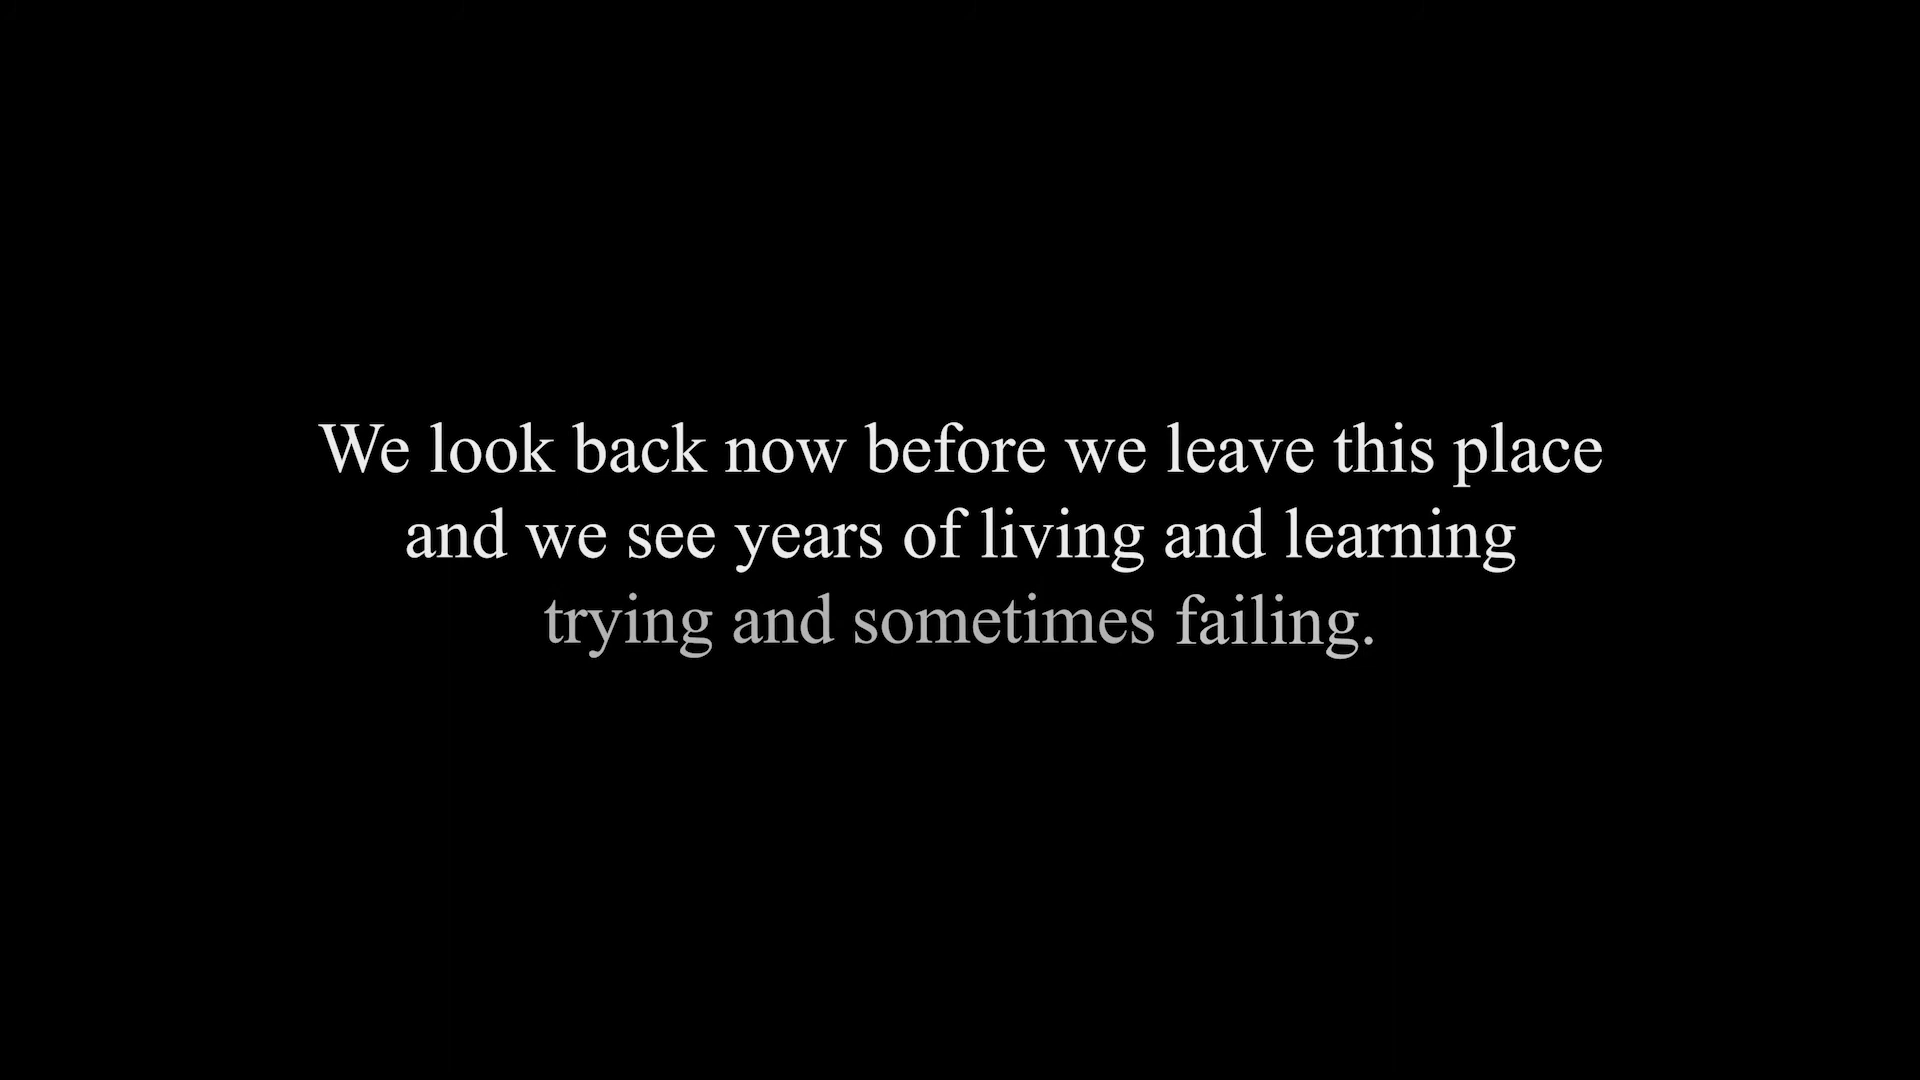 We look back now before we leave this place
and we see years of living and learning
trying and sometimes failing.